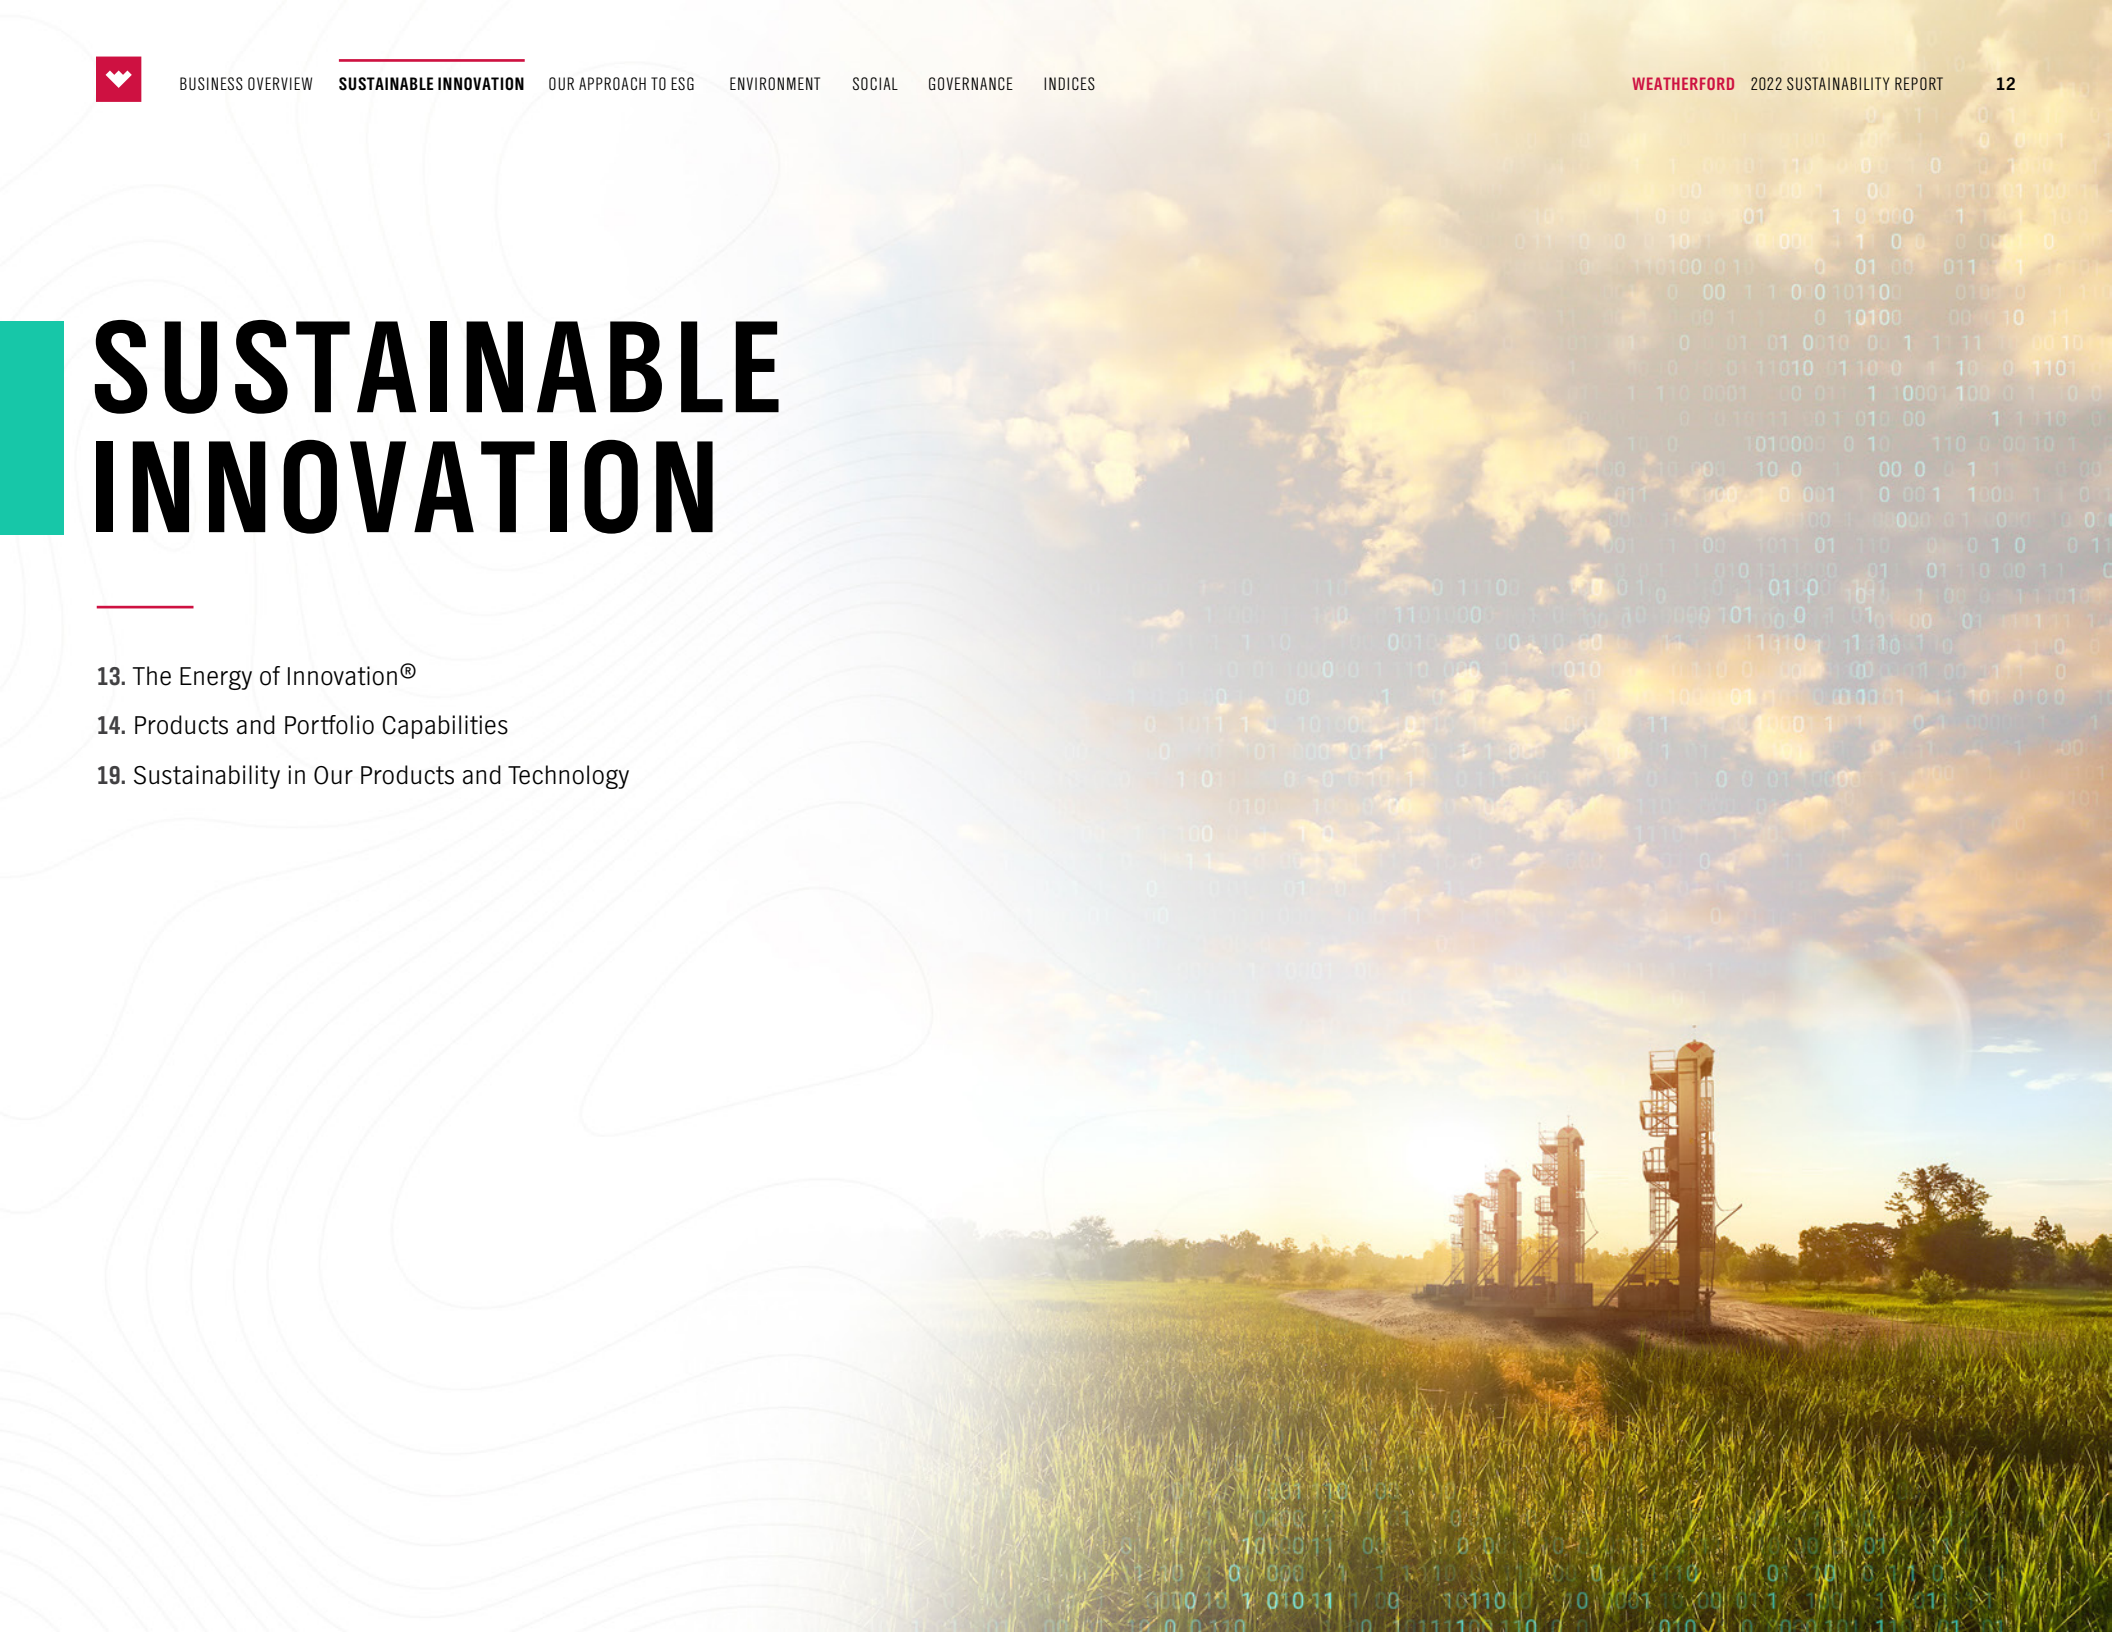 BUSINESS OVERVIEW SUSTAINABLE INNOVATION OUR APPROACH TO ESG ENVIRONMENT SOCIAL GOVERNANCE INDICES
WEATHERFORD 2022 SUSTAINABILITY REPORT 12
SUSTAINABLE
INNOVATION
13. The Energy of Innovation®
14. Products and Portfolio Capabilities
19. Sustainability in Our Products and Technology